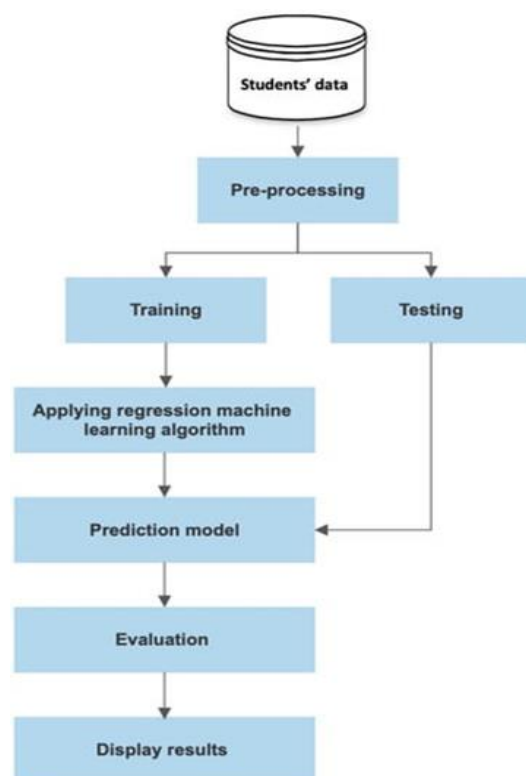 Students’ data
Pre-processing
Training
Testing
Applying regression machine
learning algorithm
Prediction model
Evaluation
Display results